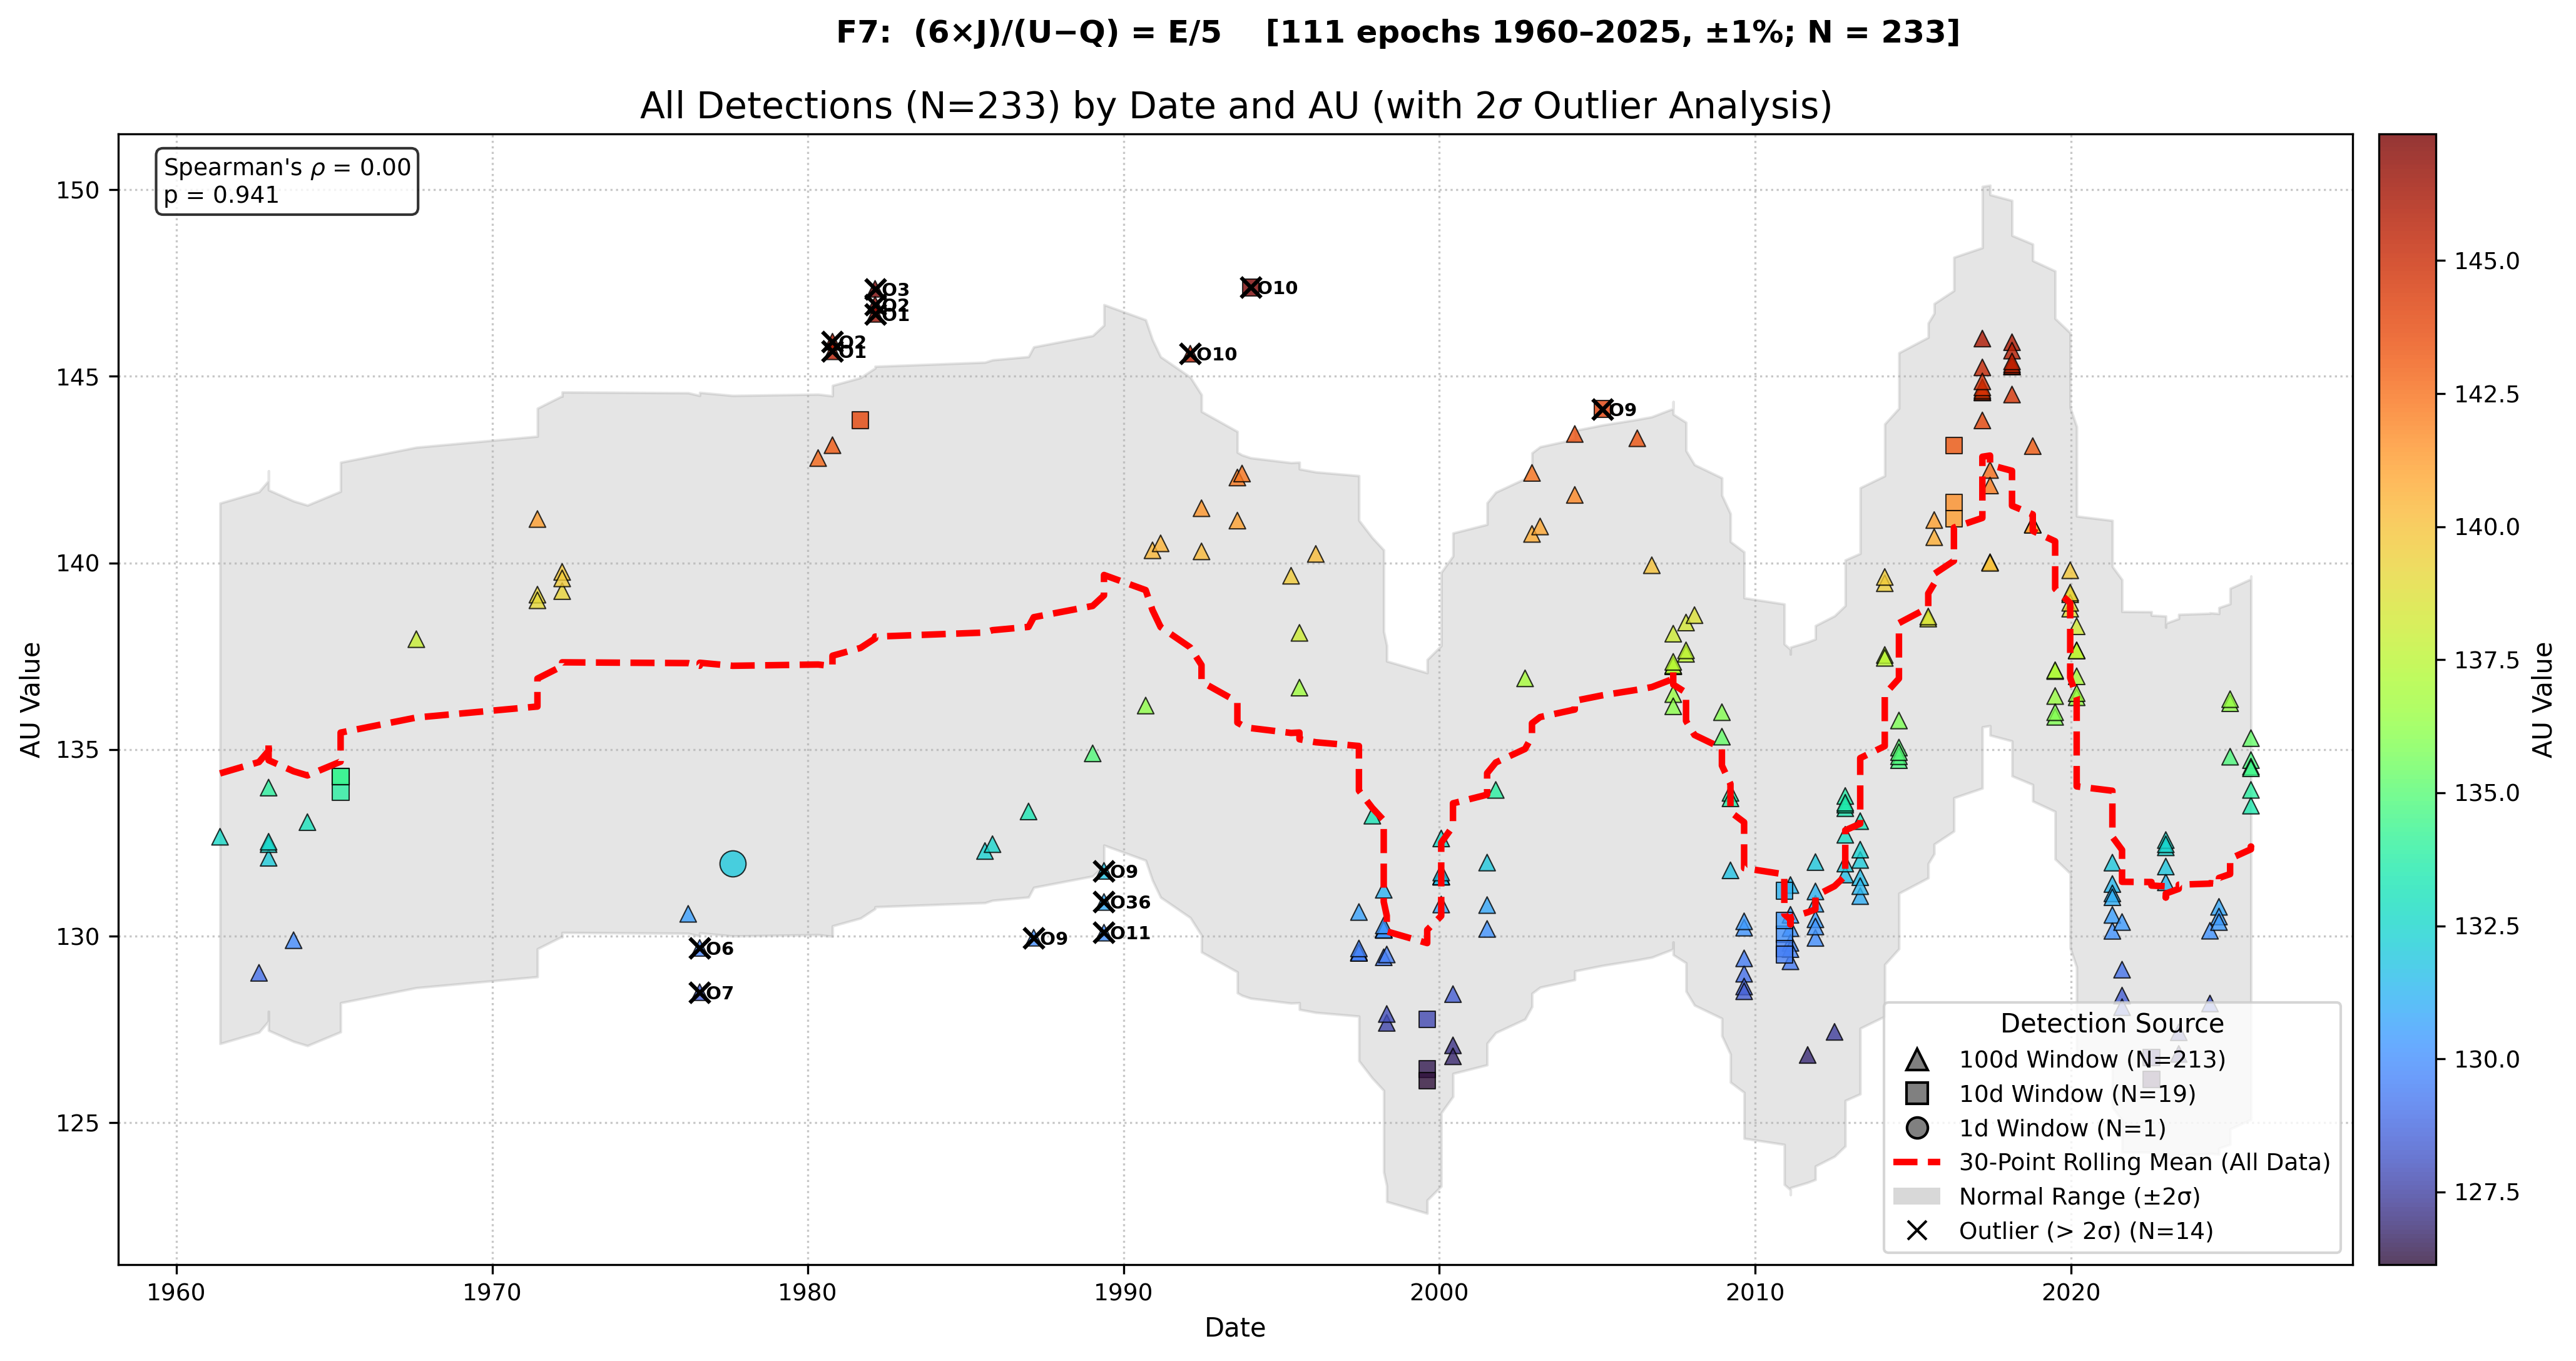 F7:  (6×J)/(U−Q) = E/5    [111 epochs 1960–2025, ±1%; N = 233]
All Detections (N=233) by Date and AU (with 2σ Outlier Analysis)
Spearman's ρ = 0.00
p = 0.941
AU Value
150
145
140
135
130
125
O3
O2
O1
O2
O1
O10
O10
O9
O9
O36
O11
O9
O6
O7
Detection Source
100d Window (N=213)
10d Window (N=19)
1d Window (N=1)
30-Point Rolling Mean (All Data)
Normal Range (±2σ)
Outlier (> 2σ) (N=14)
1960
1970
1980
1990
2000
2010
2020
Date
145.0
142.5
140.0
137.5
135.0
132.5
130.0
127.5
AU Value